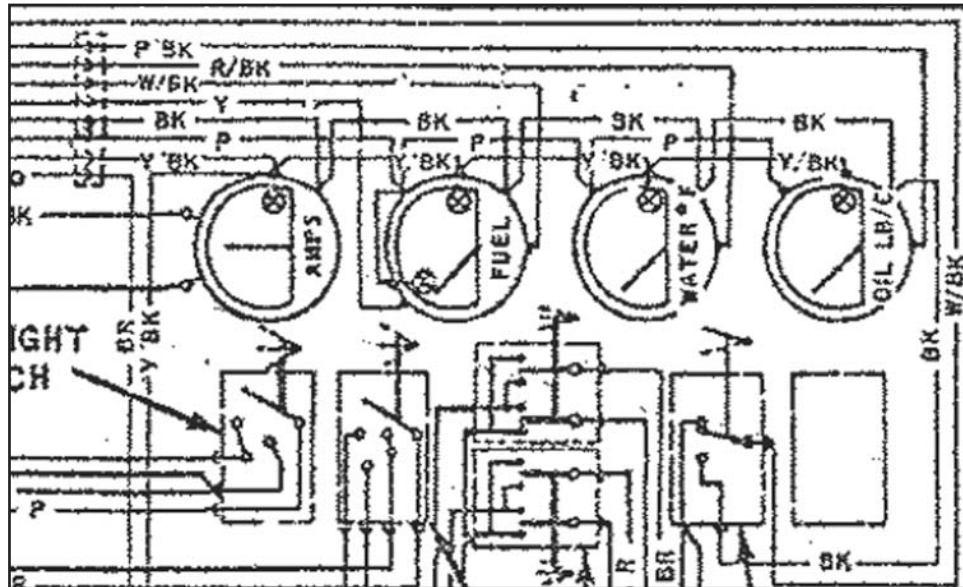 P BK
R/BK
W/BK
Y
BK
BK
BK
BK
P
P
P
Y BK
Y/BK
Y/BK
Y/BK
O
BK
AMPS
FUEL
WATER °F
OIL LB/
W/BK
BK
BR
Y BK
IGHT
CH
P
R
BR
BK
R